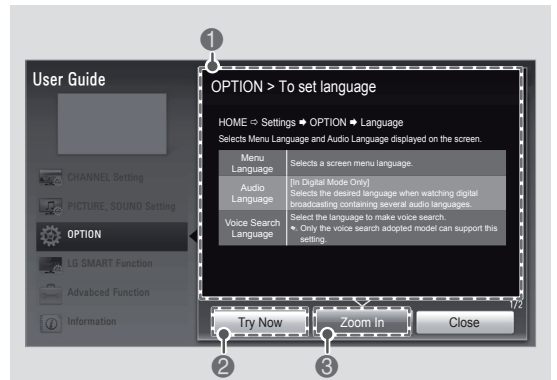 1
User Guide
OPTION > To set language
HOME ⇨ Settings ➡ OPTION ➡ Language
Selects Menu Language and Audio Language displayed on the screen.
Menu
Language
Selects a screen menu language.
Audio
Language
[In Digital Mode Only]
Selects the desired language when watching digital
broadcasting containing several audio languages.
Voice Search
Language
Select the language to make voice search.
Only the voice search adopted model can support this
setting.
CHANNEL Setting
PICTURE, SOUND Setting
OPTION
LG SMART Function
Advabced Function
Information
1/2
Try Now
Zoom In
Close
2
3